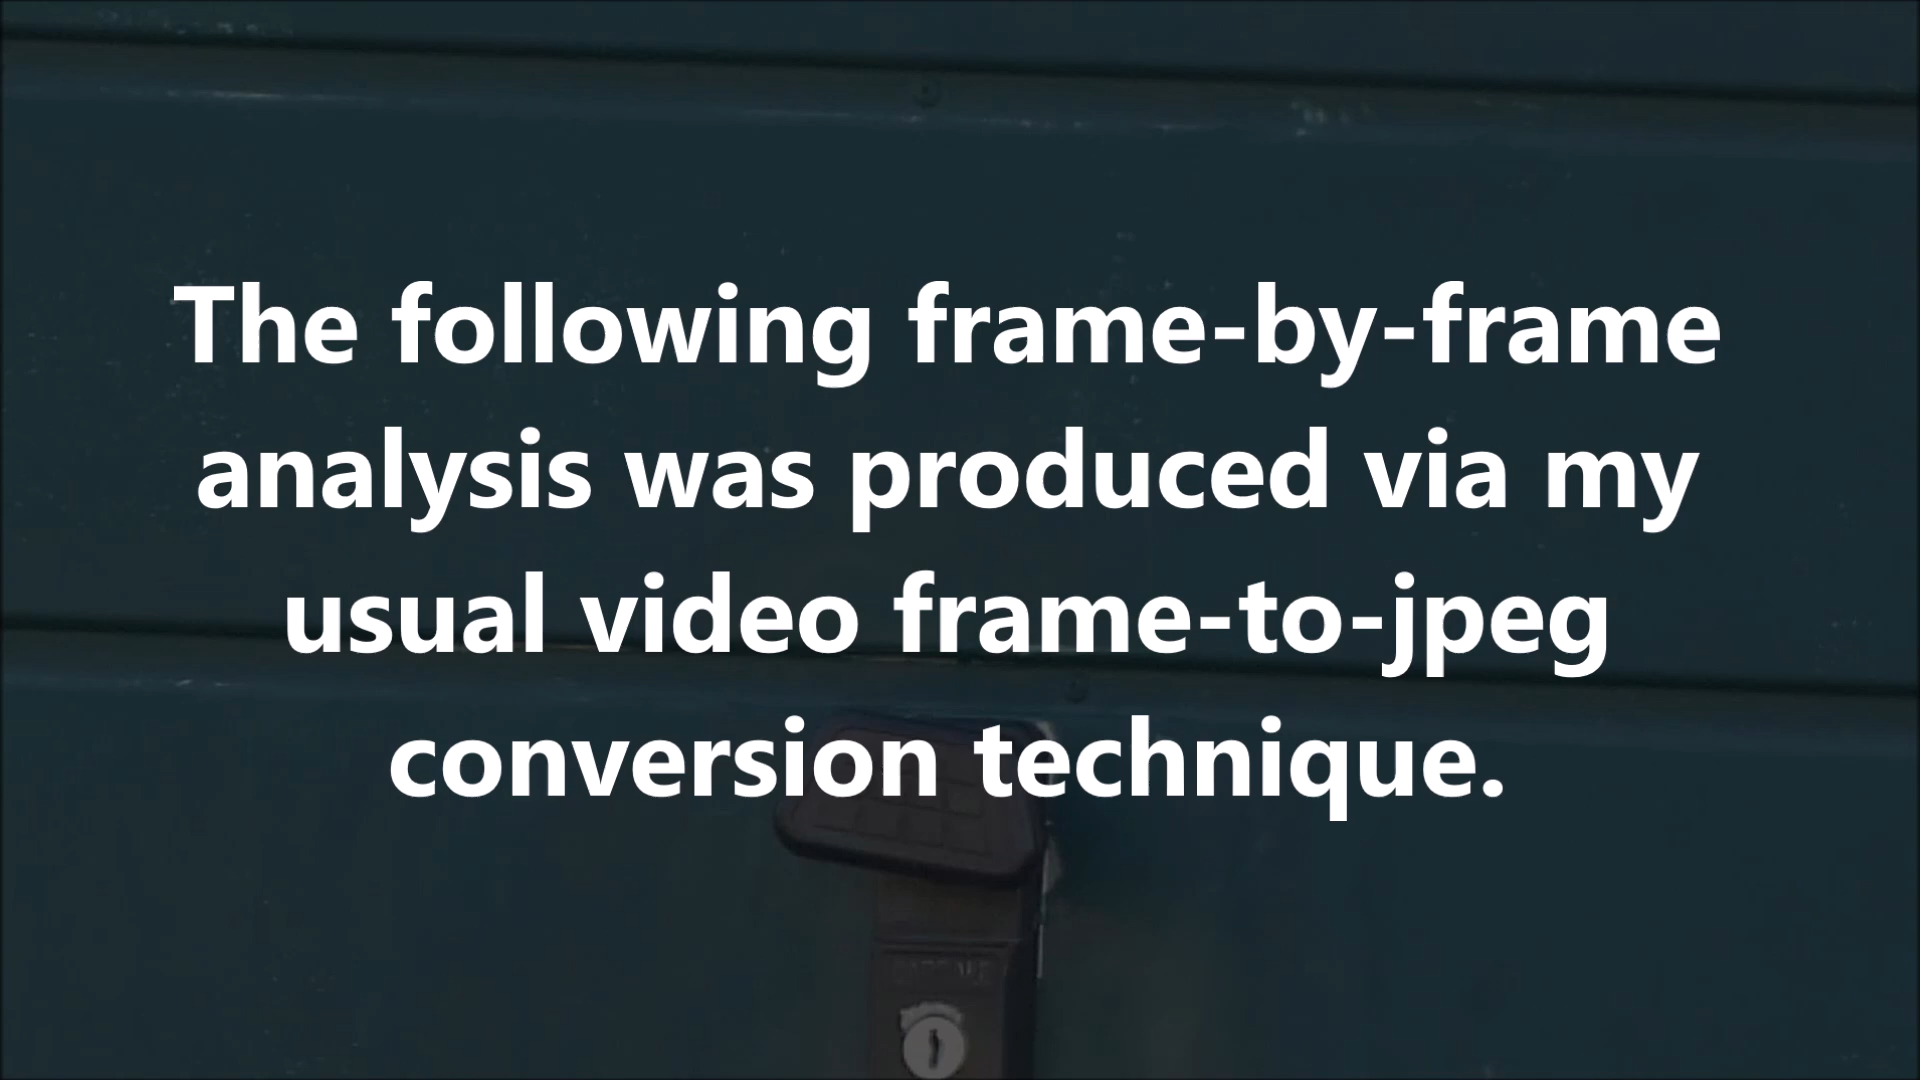 The following frame-by-frame
analysis was produced via my
usual video frame-to-jpeg
conversion technique.